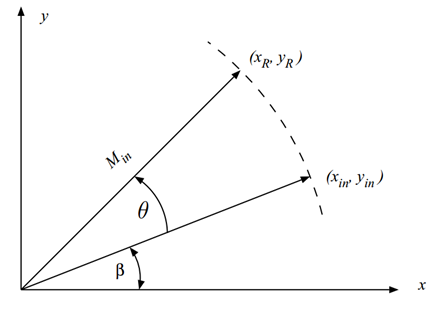 y
(x_R, y_R)
M_in
(x_in, y_in)
θ
β
x